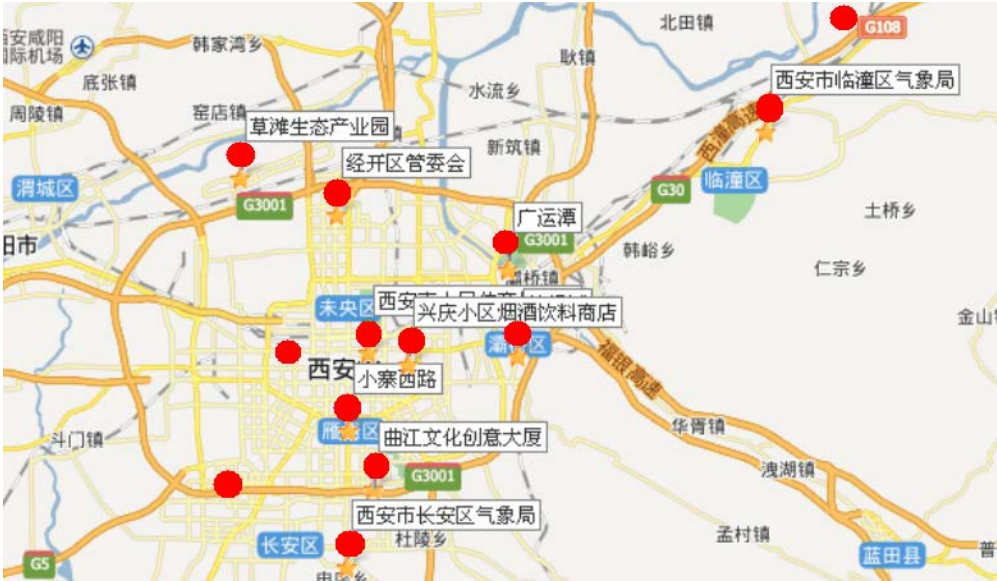 北田镇
G108
西安咸阳
国际机场
韩家湾乡
耿镇
底张镇
水流乡
西安市临潼区气象局
周陵镇
窑店镇
草滩生态产业园
镇
新筑镇
西潼高速
经开区管委会
渭城区
G3001
G30
临潼区
土桥乡
广运潭
G3001
韩峪乡
阳市
灞桥镇
仁宗乡
未央区
兴庆小区烟酒饮料商店
金山
灞桥区
福银高速
西安
小寨西路
雁塔区
斗门镇
曲江文化创意大厦
华胥镇
G3001
洩湖镇
西安市长安区气象局
长安区
杜陵乡
孟村镇
蓝田县
普
G5